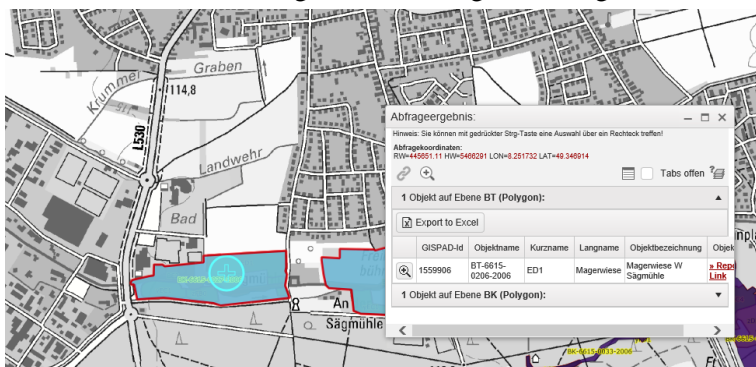 Krummer Graben
114,8
L530
Landwehr
Bad
An
Sägmühle
Abfrageergebnis:
Hinweis: Sie können mit gedrückter Strg-Taste eine Auswahl über ein Rechteck treffen!
Abfragekoordinaten:
RW=445651.11 HW=5466291 LON=8.251732 LAT=49.346914
Tabs offen
1 Objekt auf Ebene BT (Polygon):
Export to Excel
GISPAD-Id Objektname Kurzname Langname Objektbezeichnung Objek
1559906 BT-6615-0206-2006 ED1 Magerwiese Magerwiese W Sägmühle » Rep
Link
1 Objekt auf Ebene BK (Polygon):
BK-6615-0033-2006